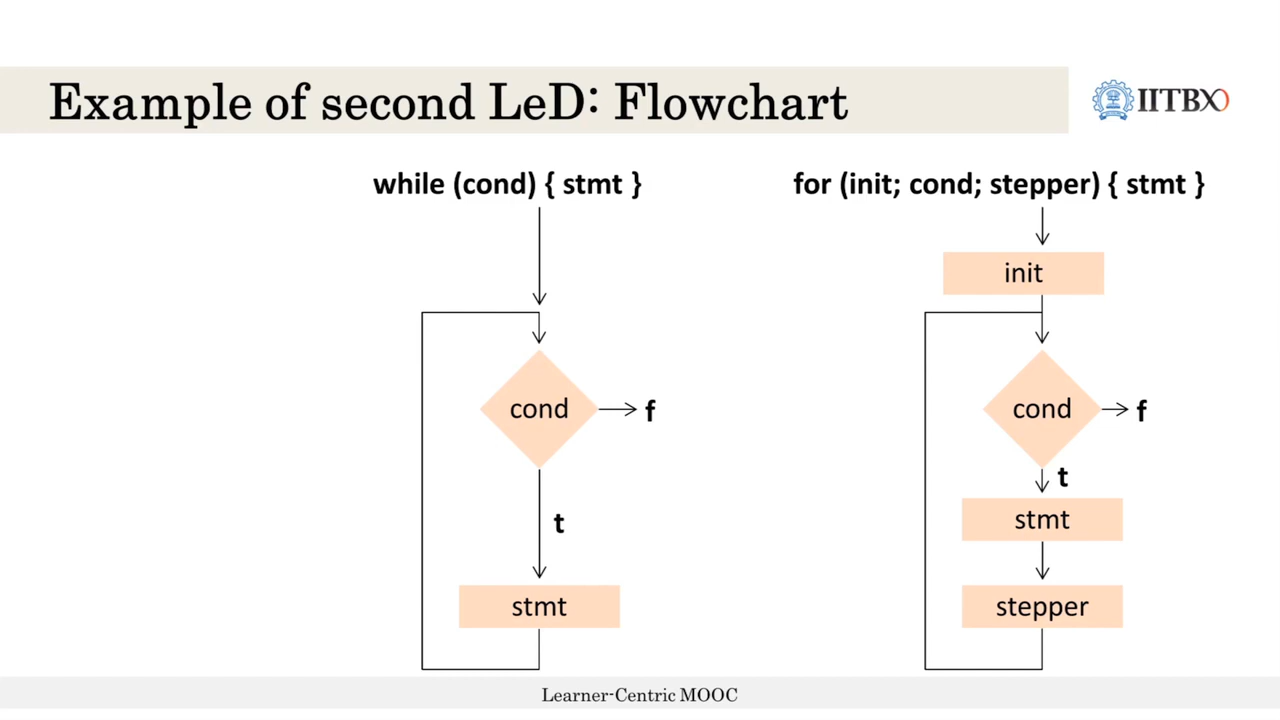 Example of second LeD: Flowchart
IITBX
while (cond) { stmt }
cond
f
t
stmt
for (init; cond; stepper) { stmt }
init
cond
f
t
stmt
stepper
Learner-Centric MOOC